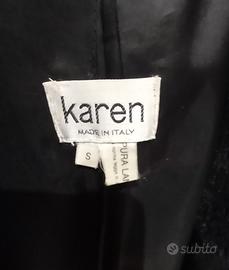 karen
MADE IN ITALY
S
PURA LA
subito